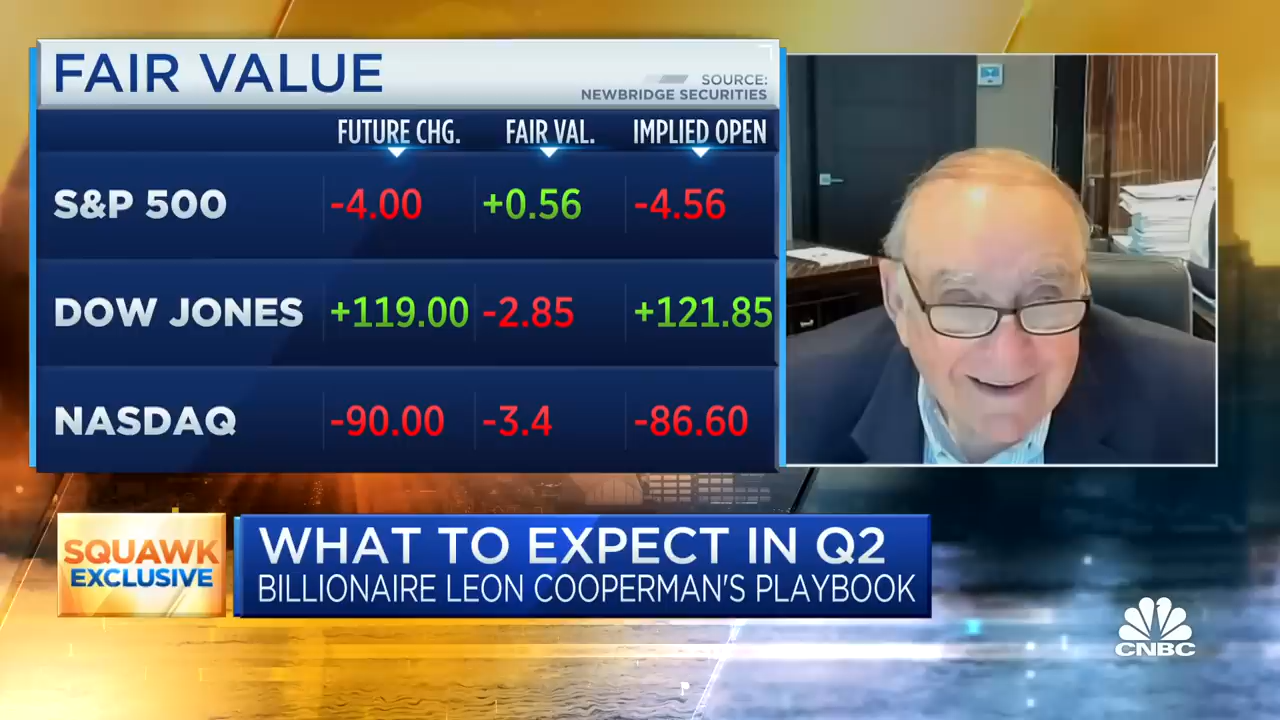 FAIR VALUE
SOURCE:
NEWBRIDGE SECURITIES
FUTURE CHG. FAIR VAL. IMPLIED OPEN
S&P 500 -4.00 +0.56 -4.56
DOW JONES +119.00 -2.85 +121.85
NASDAQ -90.00 -3.4 -86.60
SQUAWK
EXCLUSIVE
WHAT TO EXPECT IN Q2
BILLIONAIRE LEON COOPERMAN'S PLAYBOOK
CNBC